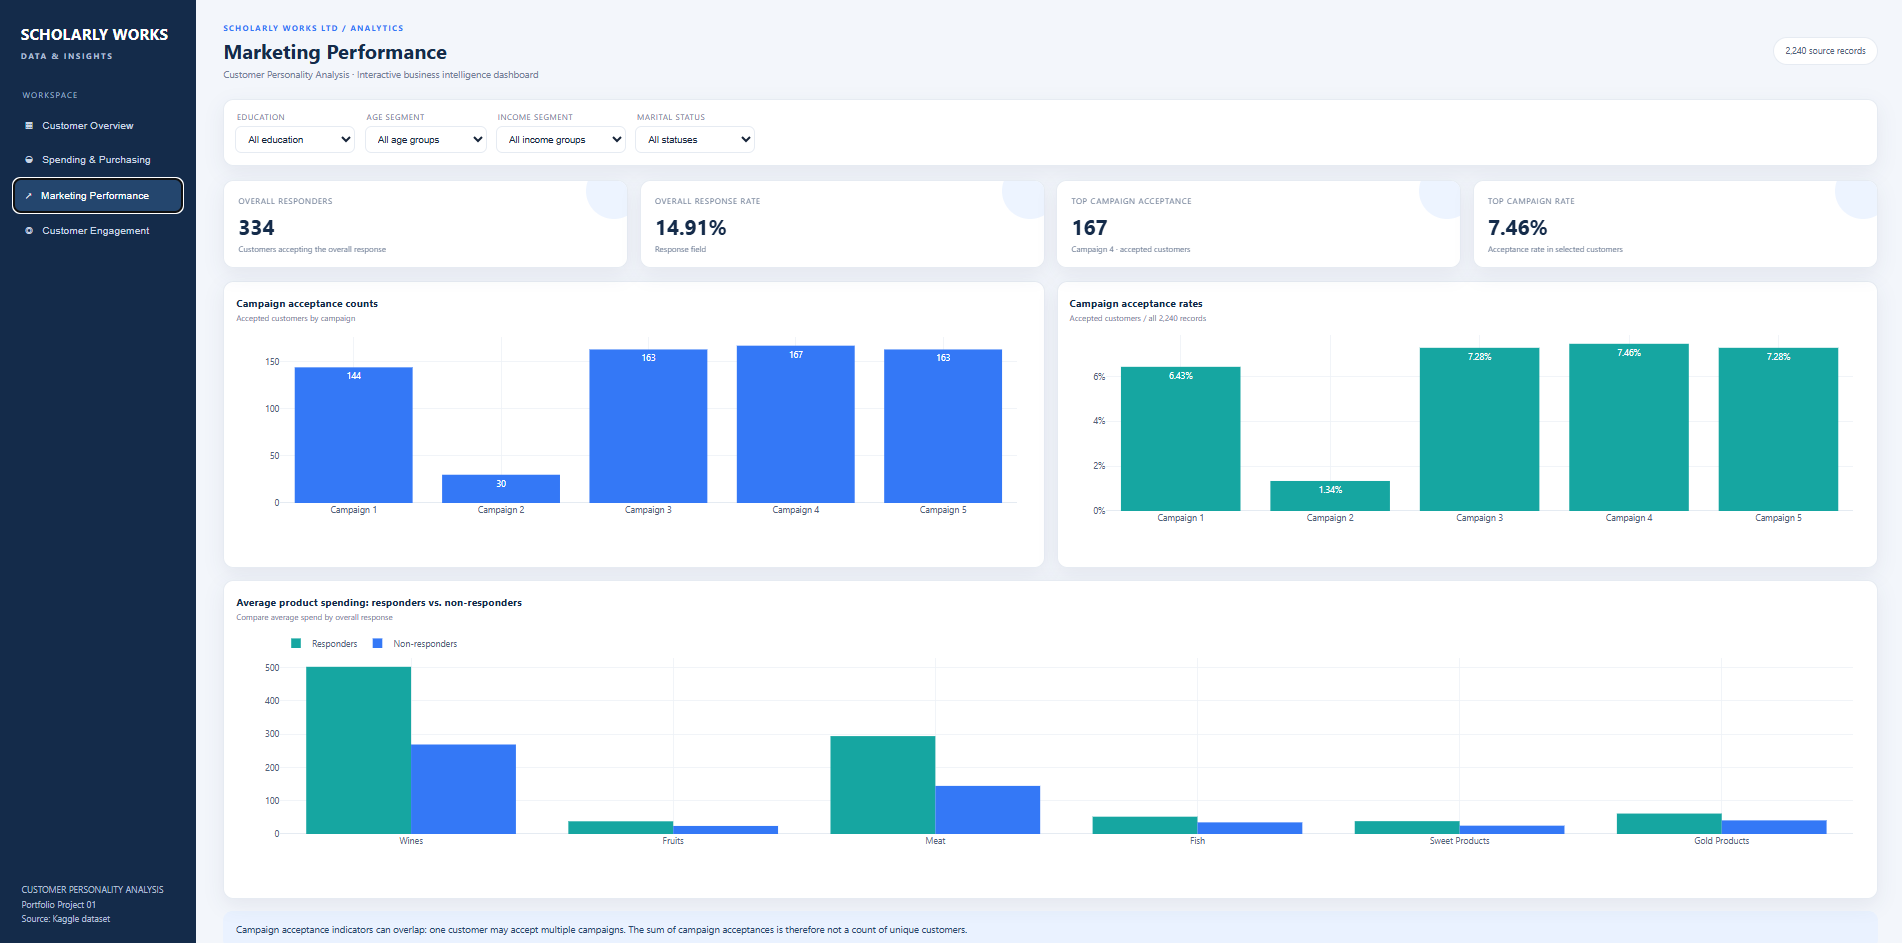 SCHOLARLY WORKS
DATA & INSIGHTS
WORKSPACE
Customer Overview
Spending & Purchasing
Marketing Performance
Customer Engagement
CUSTOMER PERSONALITY ANALYSIS
Portfolio Project 01
Source: Kaggle dataset
SCHOLARLY WORKS LTD / ANALYTICS
Marketing Performance
Customer Personality Analysis · Interactive business intelligence dashboard
2,240 source records
EDUCATION AGE SEGMENT INCOME SEGMENT MARITAL STATUS
All education All age groups All income groups All statuses
OVERALL RESPONDERS
334
Customers accepting the overall response
OVERALL RESPONSE RATE
14.91%
Response field
TOP CAMPAIGN ACCEPTANCE
167
Campaign 4 · accepted customers
TOP CAMPAIGN RATE
7.46%
Acceptance rate in selected customers
Campaign acceptance counts
Accepted customers by campaign
150
100
50
0
144 30 163 167 163
Campaign 1 Campaign 2 Campaign 3 Campaign 4 Campaign 5
Campaign acceptance rates
Accepted customers / all 2,240 records
6%
4%
2%
0%
6.43% 1.34% 7.28% 7.46% 7.28%
Campaign 1 Campaign 2 Campaign 3 Campaign 4 Campaign 5
Average product spending: responders vs. non-responders
Compare average spend by overall response
Responders Non-responders
500
400
300
200
100
0
Wines Fruits Meat Fish Sweet Products Gold Products
Campaign acceptance indicators can overlap: one customer may accept multiple campaigns. The sum of campaign acceptances is therefore not a count of unique customers.